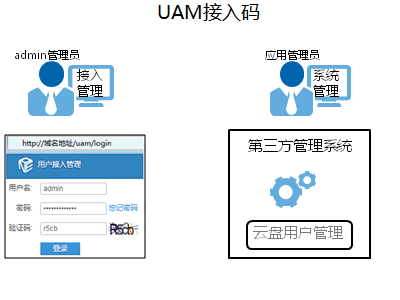 UAM接入码
admin管理员
接入
管理
应用管理员
系统
管理
http://域名地址/uam/login
用户接入管理
用户名: admin
密码: ************* 忘记密码
验证码: r5cb R5cb
登录
第三方管理系统
云盘用户管理